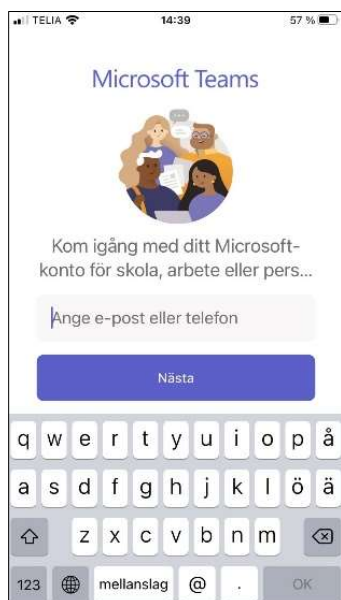 TELIA 14:39 57 %
Microsoft Teams
Kom igång med ditt Microsoft-
konto för skola, arbete eller pers...
Ange e-post eller telefon
Nästa
q w e r t y u i o p å
a s d f g h j k l ö ä
z x c v b n m
123 mellanslag @ . OK